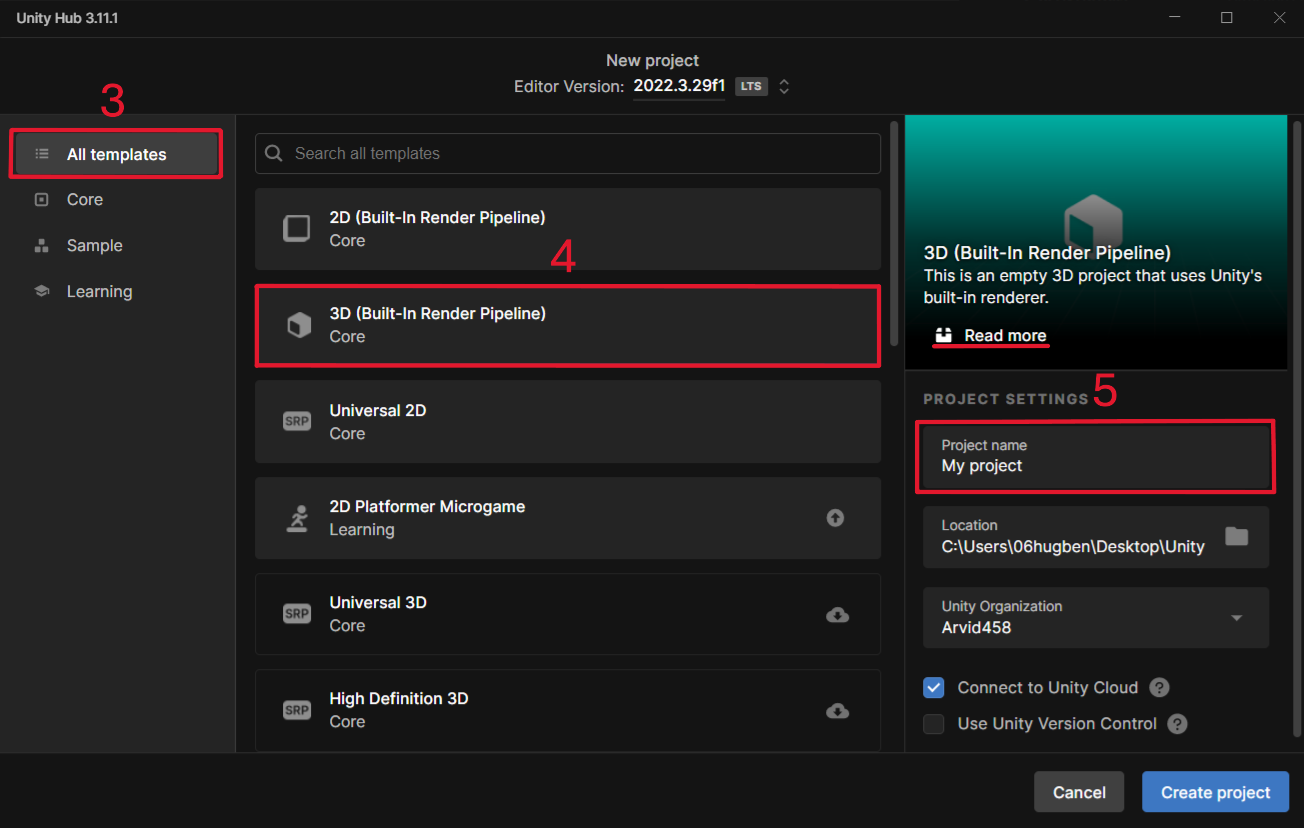 Unity Hub 3.11.1
New project
Editor Version: 2022.3.29f1 LTS
3
All templates
Core
Sample
Learning
Search all templates
2D (Built-In Render Pipeline)
Core
4
3D (Built-In Render Pipeline)
Core
Universal 2D
SRP
Core
2D Platformer Microgame
Learning
Universal 3D
SRP
Core
High Definition 3D
SRP
Core
3D (Built-In Render Pipeline)
This is an empty 3D project that uses Unity's
built-in renderer.
Read more
PROJECT SETTINGS
5
Project name
My project
Location
C:\Users\06hugben\Desktop\Unity
Unity Organization
Arvid458
Connect to Unity Cloud ?
Use Unity Version Control ?
Cancel
Create project